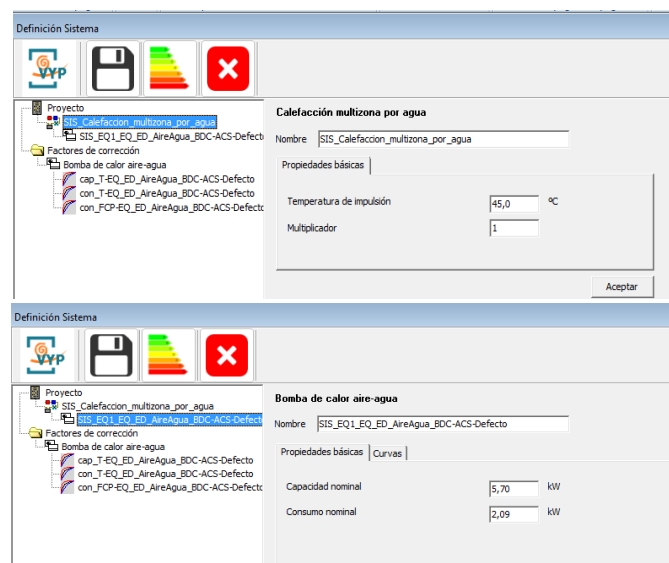 Definición Sistema
VYP
Proyecto
SIS_Calefaccion_multizona_por_agua
SIS_EQ1_EQ_ED_AireAgua_BDC-ACS-Defect
Factores de corrección
Bomba de calor aire-agua
cap_T-EQ_ED_AireAgua_BDC-ACS-Defecto
con_T-EQ_ED_AireAgua_BDC-ACS-Defecto
con_FCP-EQ_ED_AireAgua_BDC-ACS-Defecto
Calefacción multizona por agua
Nombre SIS_Calefaccion_multizona_por_agua
Propiedades básicas
Temperatura de impulsión 45,0 ºC
Multiplicador 1
Aceptar
Definición Sistema
VYP
Proyecto
SIS_Calefaccion_multizona_por_agua
SIS_EQ1_EQ_ED_AireAgua_BDC-ACS-Defect
Factores de corrección
Bomba de calor aire-agua
cap_T-EQ_ED_AireAgua_BDC-ACS-Defecto
con_T-EQ_ED_AireAgua_BDC-ACS-Defecto
con_FCP-EQ_ED_AireAgua_BDC-ACS-Defecto
Bomba de calor aire-agua
Nombre SIS_EQ1_EQ_ED_AireAgua_BDC-ACS-Defecto
Propiedades básicas Curvas
Capacidad nominal 5,70 kW
Consumo nominal 2,09 kW